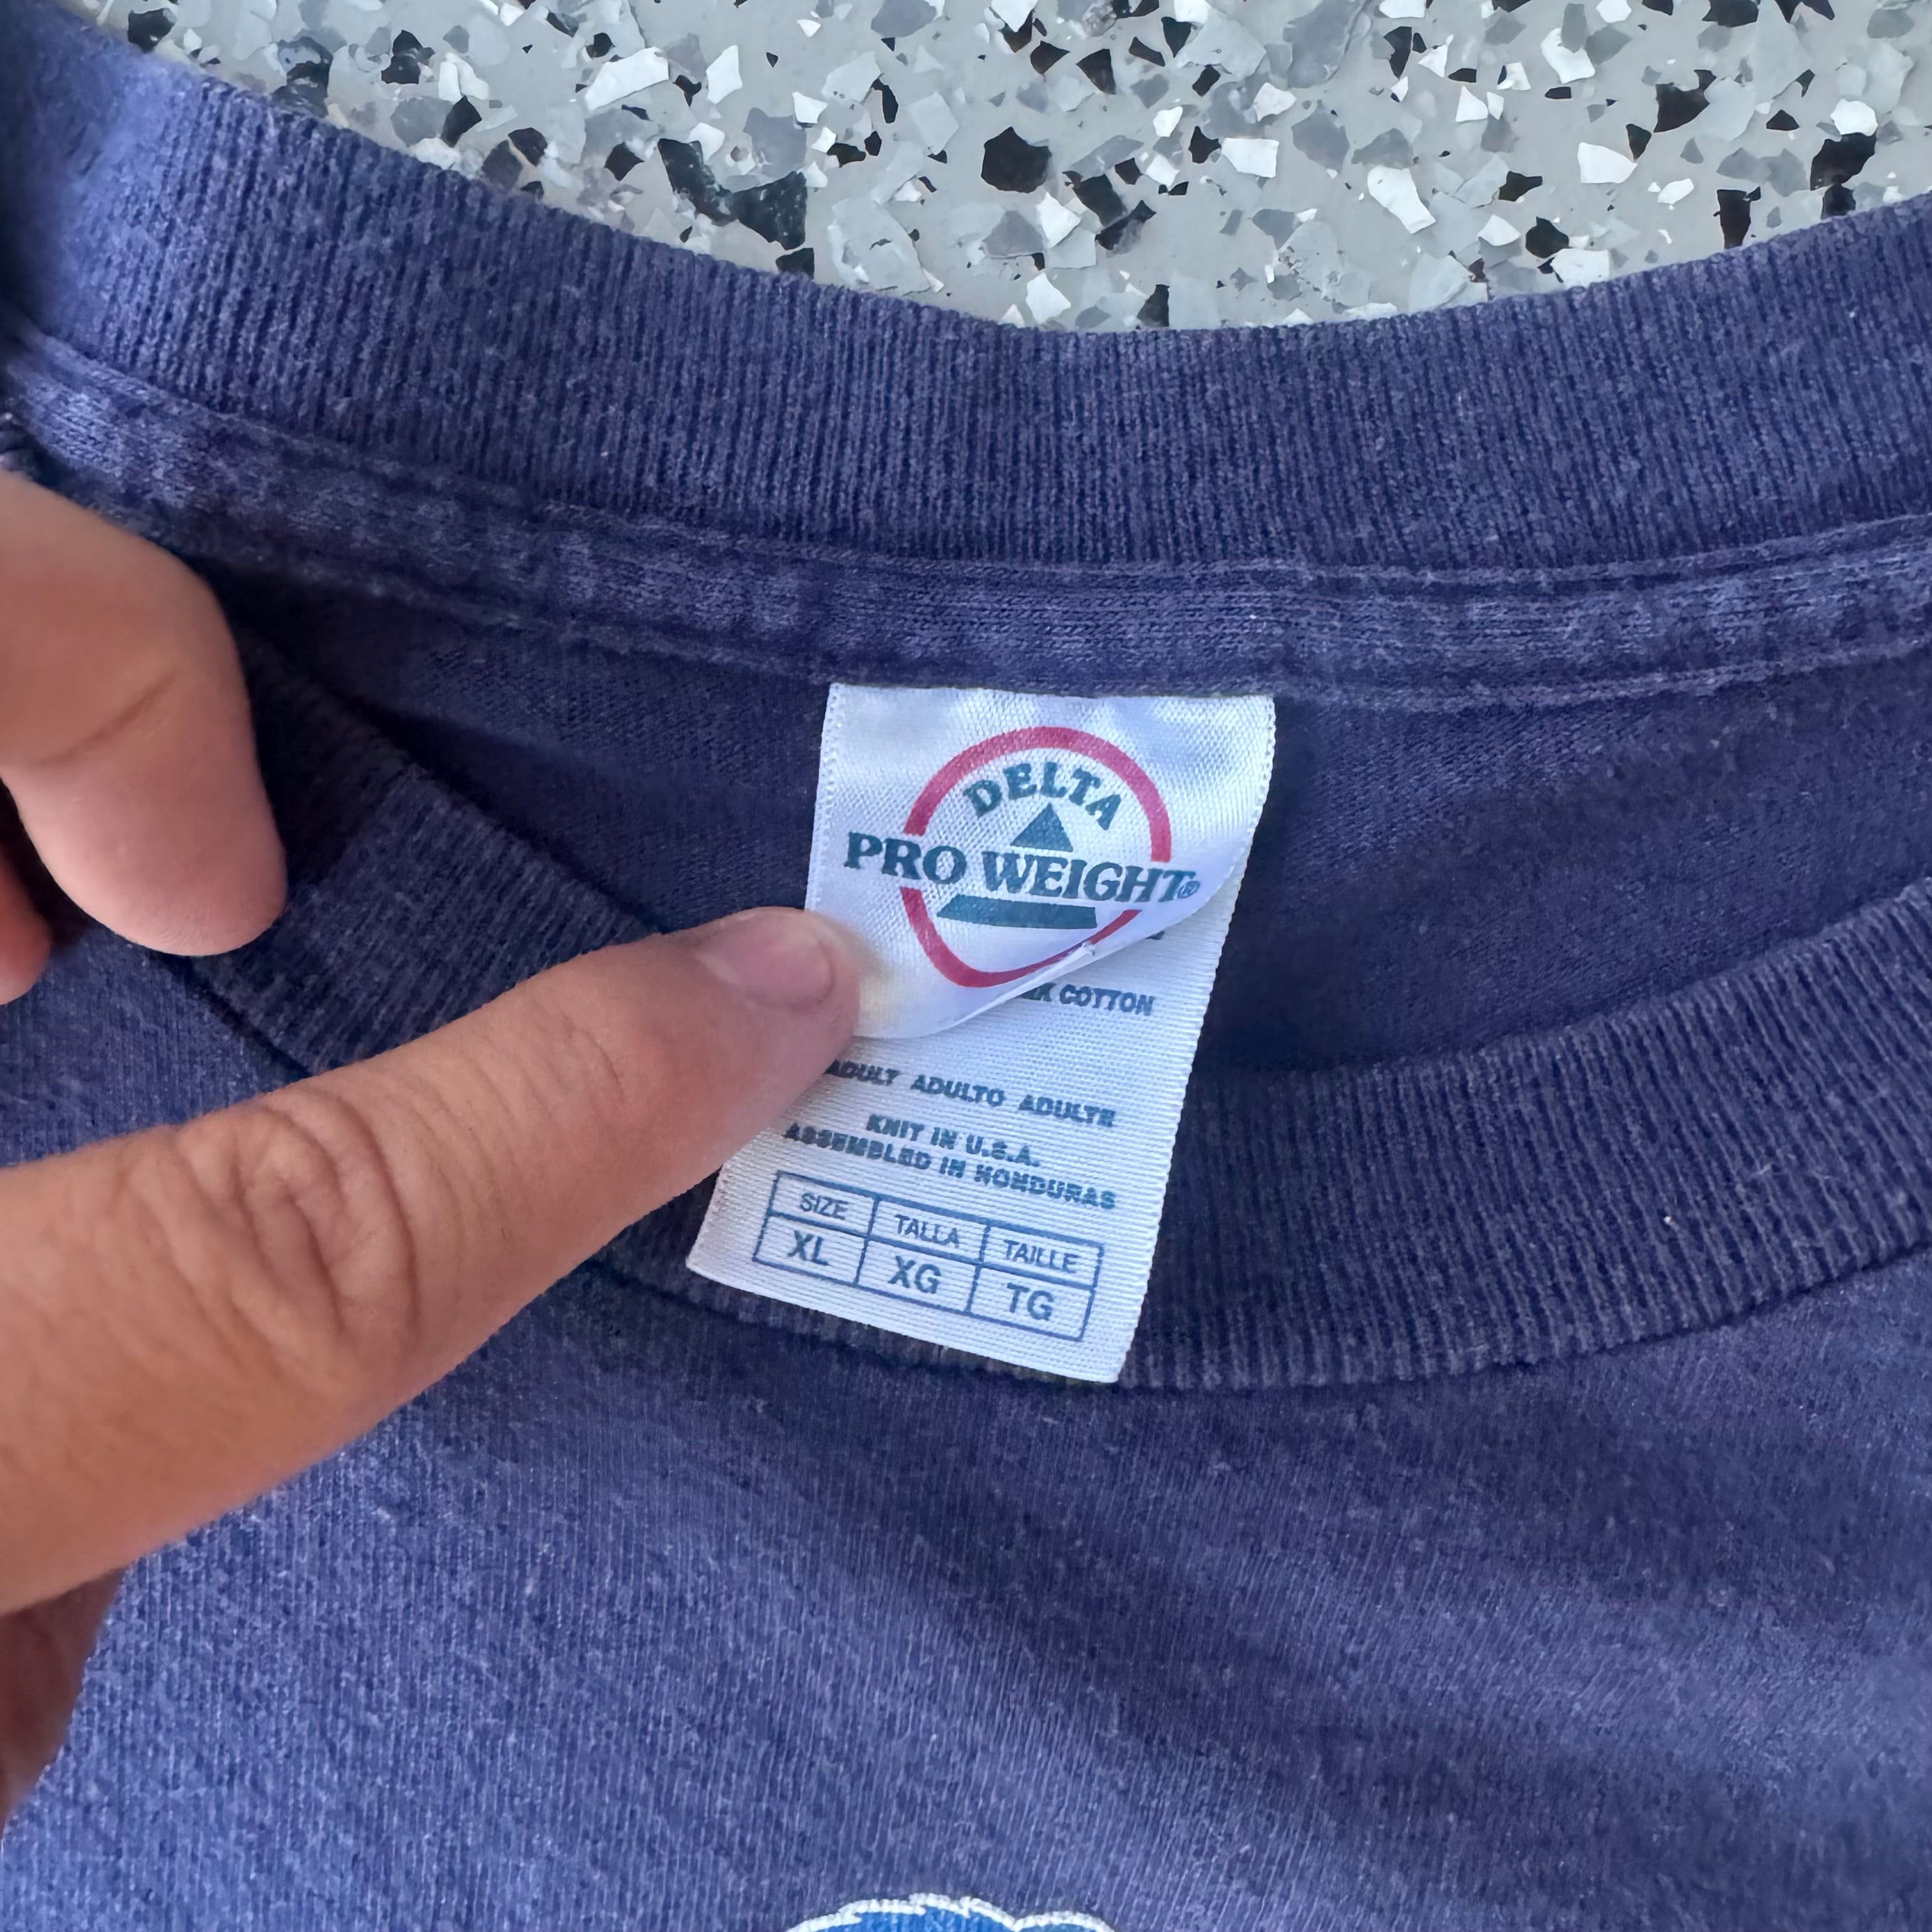 DELTA
PRO WEIGHT®
COTTON
ADULT ADULTO ADULTE
KNIT IN U.S.A.
ASSEMBLED IN HONDURAS
SIZE TALLA TAILLE
XL XG TG